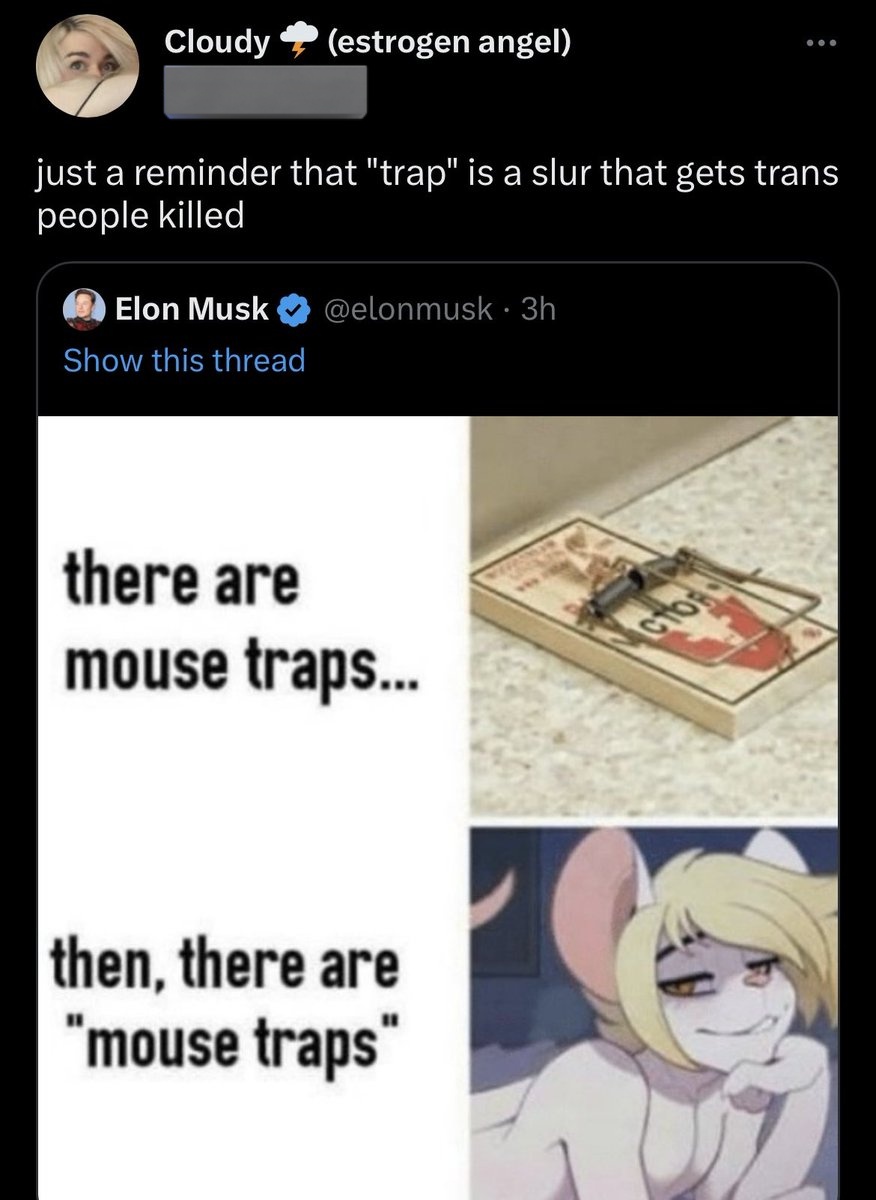 Cloudy 🌩️ (estrogen angel)
just a reminder that "trap" is a slur that gets trans
people killed
Elon Musk @elonmusk · 3h
Show this thread
there are
mouse traps...
then, there are
"mouse traps"